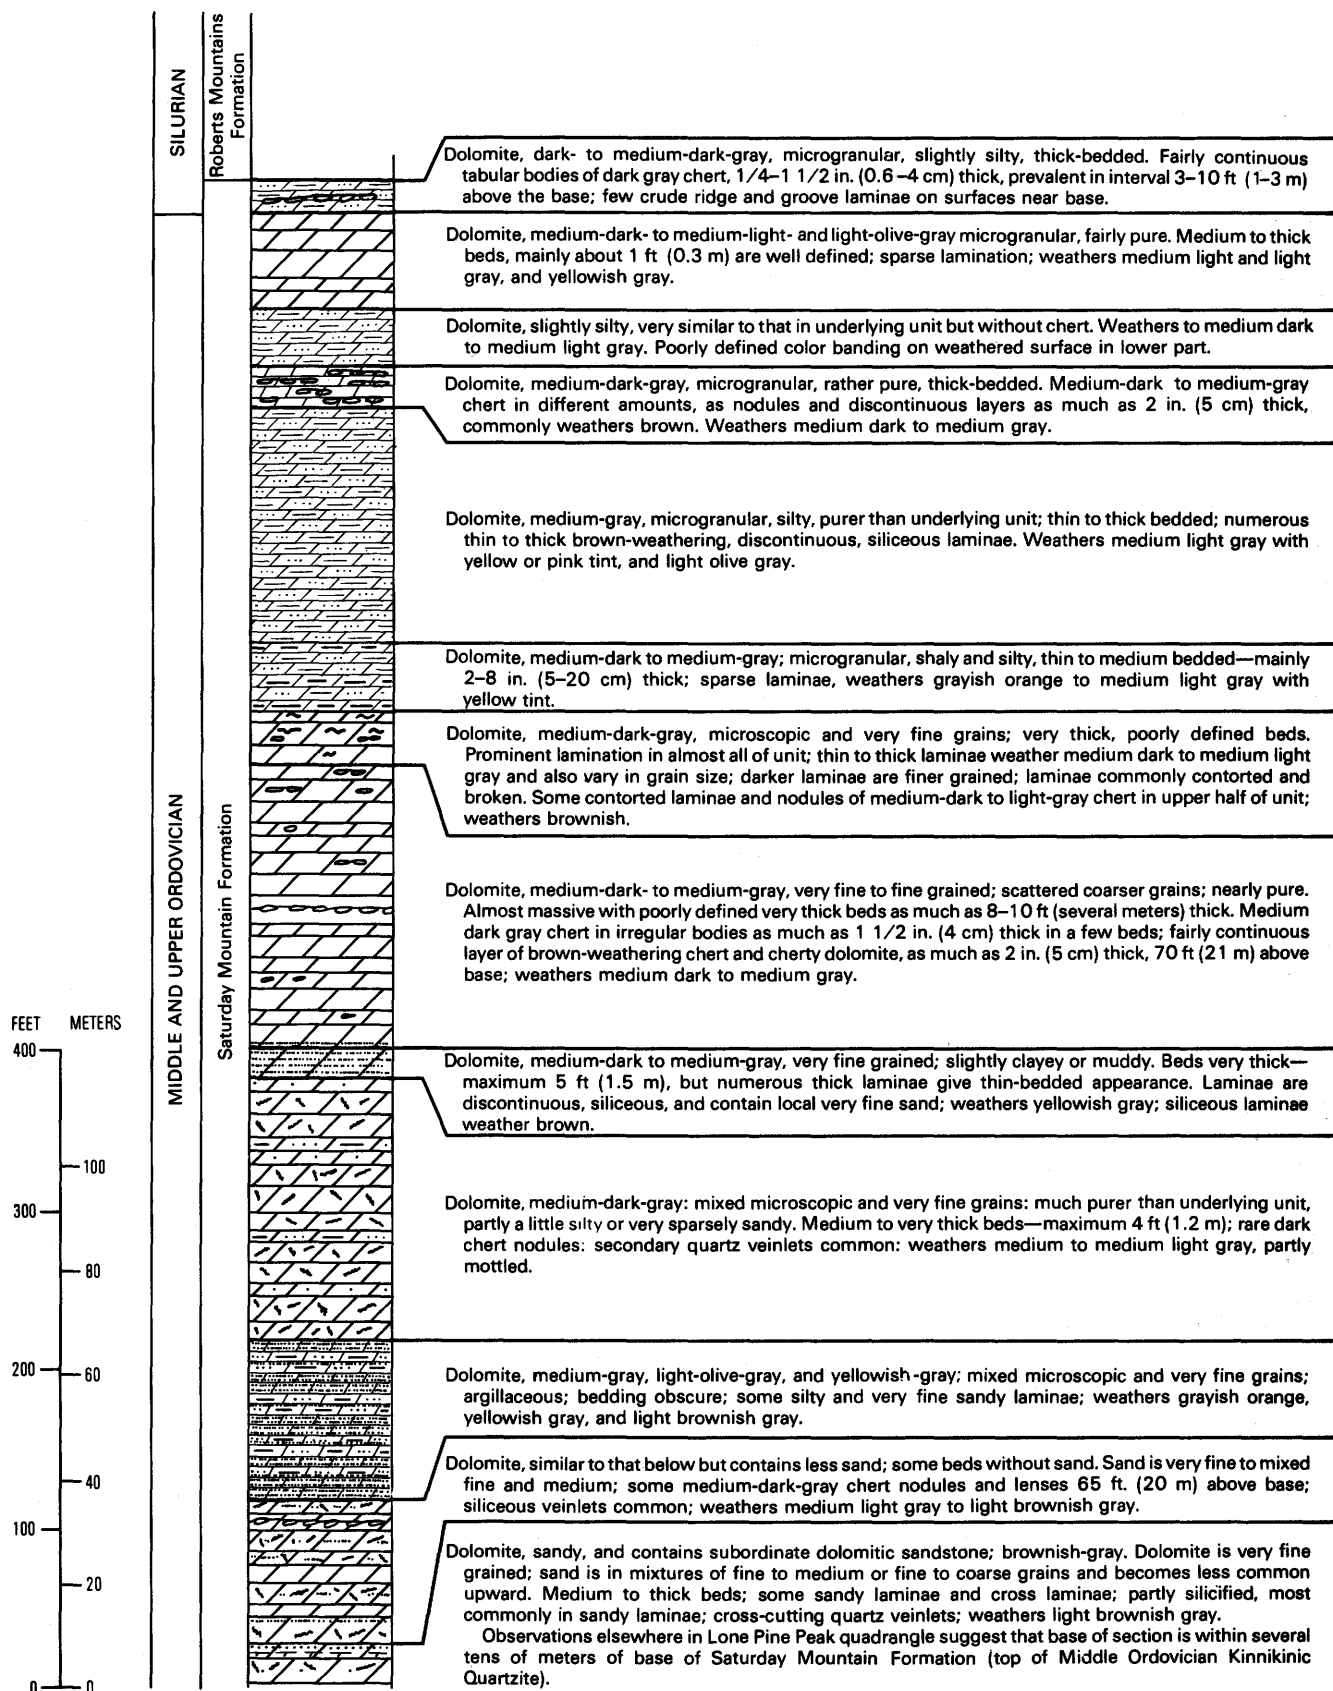 SILURIAN
Roberts Mountains
Formation
Dolomite, dark- to medium-dark-gray, microgranular, slightly silty, thick-bedded. Fairly continuous
tabular bodies of dark gray chert, 1/4–1 1/2 in. (0.6–4 cm) thick, prevalent in interval 3–10 ft (1–3 m)
above the base; few crude ridge and groove laminae on surfaces near base.
Dolomite, medium-dark- to medium-light- and light-olive-gray microgranular, fairly pure. Medium to thick
beds, mainly about 1 ft (0.3 m) are well defined; sparse lamination; weathers medium light and light
gray, and yellowish gray.
Dolomite, slightly silty, very similar to that in underlying unit but without chert. Weathers to medium dark
to medium light gray. Poorly defined color banding on weathered surface in lower part.
Dolomite, medium-dark-gray, microgranular, rather pure, thick-bedded. Medium-dark to medium-gray
chert in different amounts, as nodules and discontinuous layers as much as 2 in. (5 cm) thick,
commonly weathers brown. Weathers medium dark to medium gray.
Dolomite, medium-gray, microgranular, silty, purer than underlying unit; thin to thick bedded; numerous
thin to thick brown-weathering, discontinuous, siliceous laminae. Weathers medium light gray with
yellow or pink tint, and light olive gray.
Dolomite, medium-dark to medium-gray; microgranular, shaly and silty, thin to medium bedded—mainly
2–8 in. (5–20 cm) thick; sparse laminae, weathers grayish orange to medium light gray with
yellow tint.
Dolomite, medium-dark-gray, microscopic and very fine grains; very thick, poorly defined beds.
Prominent lamination in almost all of unit; thin to thick laminae weather medium dark to medium light
gray and also vary in grain size; darker laminae are finer grained; laminae commonly contorted and
broken. Some contorted laminae and nodules of medium-dark to light-gray chert in upper half of unit;
weathers brownish.
MIDDLE AND UPPER ORDOVICIAN
Saturday Mountain Formation
Dolomite, medium-dark- to medium-gray, very fine to fine grained; scattered coarser grains; nearly pure.
Almost massive with poorly defined very thick beds as much as 8–10 ft (several meters) thick. Medium
dark gray chert in irregular bodies as much as 1 1/2 in. (4 cm) thick in a few beds; fairly continuous
layer of brown-weathering chert and cherty dolomite, as much as 2 in. (5 cm) thick, 70 ft (21 m) above
base; weathers medium dark to medium gray.
FEET METERS
400
Dolomite, medium-dark to medium-gray, very fine grained; slightly clayey or muddy. Beds very thick—
maximum 5 ft (1.5 m), but numerous thick laminae give thin-bedded appearance. Laminae are
discontinuous, siliceous, and contain local very fine sand; weathers yellowish gray; siliceous laminae
weather brown.
100
300
Dolomite, medium-dark-gray: mixed microscopic and very fine grains: much purer than underlying unit,
partly a little silty or very sparsely sandy. Medium to very thick beds—maximum 4 ft (1.2 m); rare dark
chert nodules: secondary quartz veinlets common: weathers medium to medium light gray, partly
mottled.
80
200
60
Dolomite, medium-gray, light-olive-gray, and yellowish-gray; mixed microscopic and very fine grains;
argillaceous; bedding obscure; some silty and very fine sandy laminae; weathers grayish orange,
yellowish gray, and light brownish gray.
40
Dolomite, similar to that below but contains less sand; some beds without sand. Sand is very fine to mixed
fine and medium; some medium-dark-gray chert nodules and lenses 65 ft. (20 m) above base;
siliceous veinlets common; weathers medium light gray to light brownish gray.
100
20
Dolomite, sandy, and contains subordinate dolomitic sandstone; brownish-gray. Dolomite is very fine
grained; sand is in mixtures of fine to medium or fine to coarse grains and becomes less common
upward. Medium to thick beds; some sandy laminae and cross laminae; partly silicified, most
commonly in sandy laminae; cross-cutting quartz veinlets; weathers light brownish gray.
Observations elsewhere in Lone Pine Peak quadrangle suggest that base of section is within several
tens of meters of base of Saturday Mountain Formation (top of Middle Ordovician Kinnikinic
Quartzite).
0 0